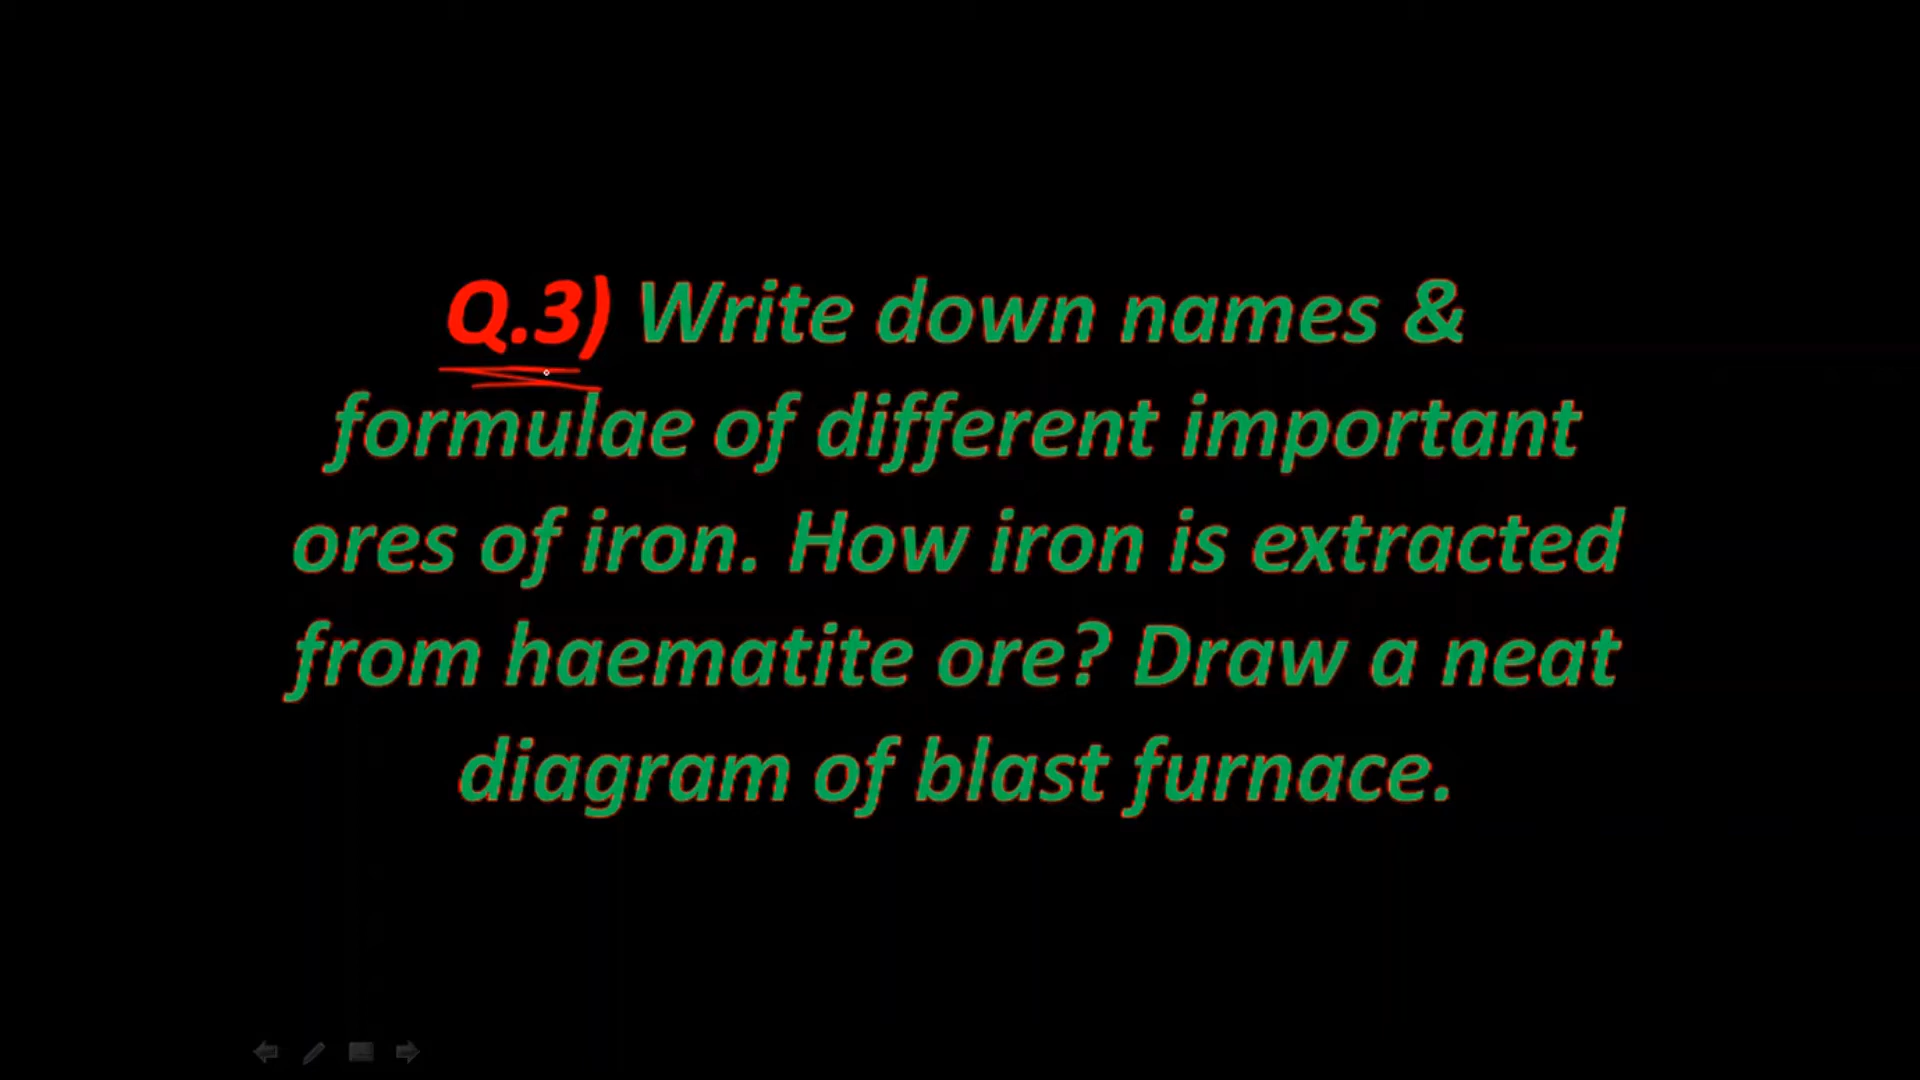 Q.3) Write down names &
formulae of different important
ores of iron. How iron is extracted
from haematite ore? Draw a neat
diagram of blast furnace.